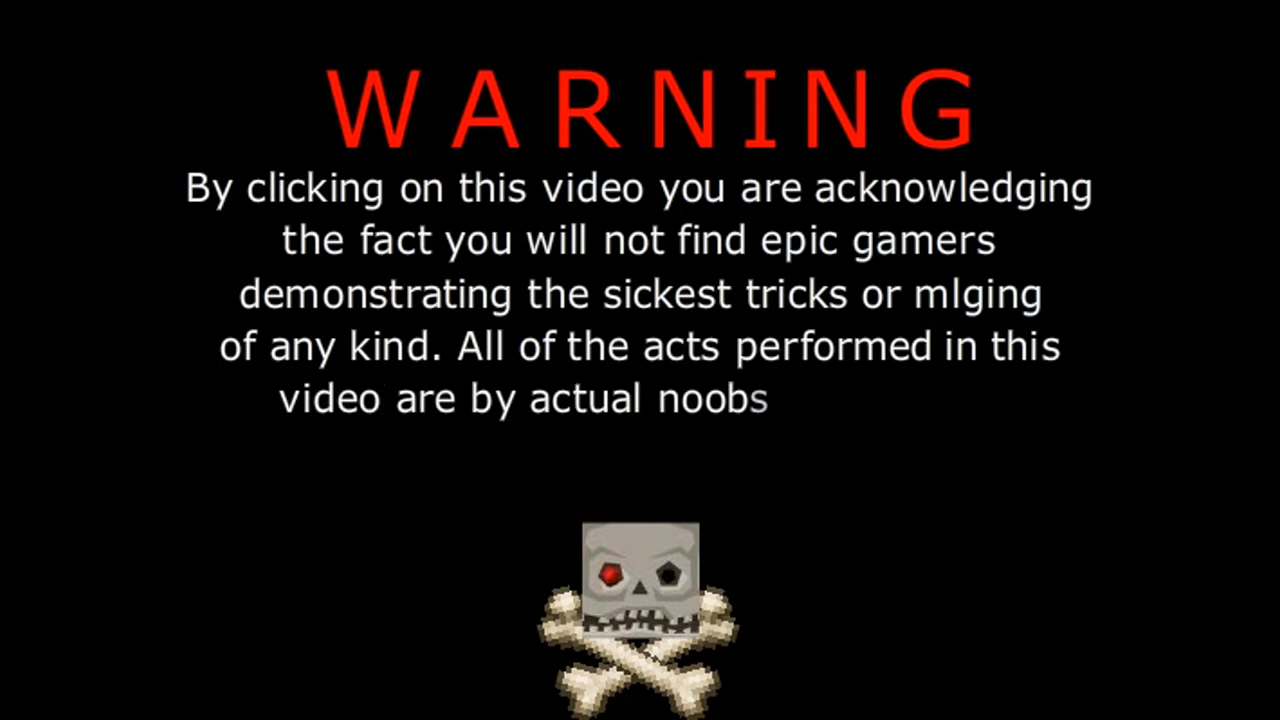 WARNING
By clicking on this video you are acknowledging
the fact you will not find epic gamers
demonstrating the sickest tricks or mlging
of any kind. All of the acts performed in this
video are by actual noobs